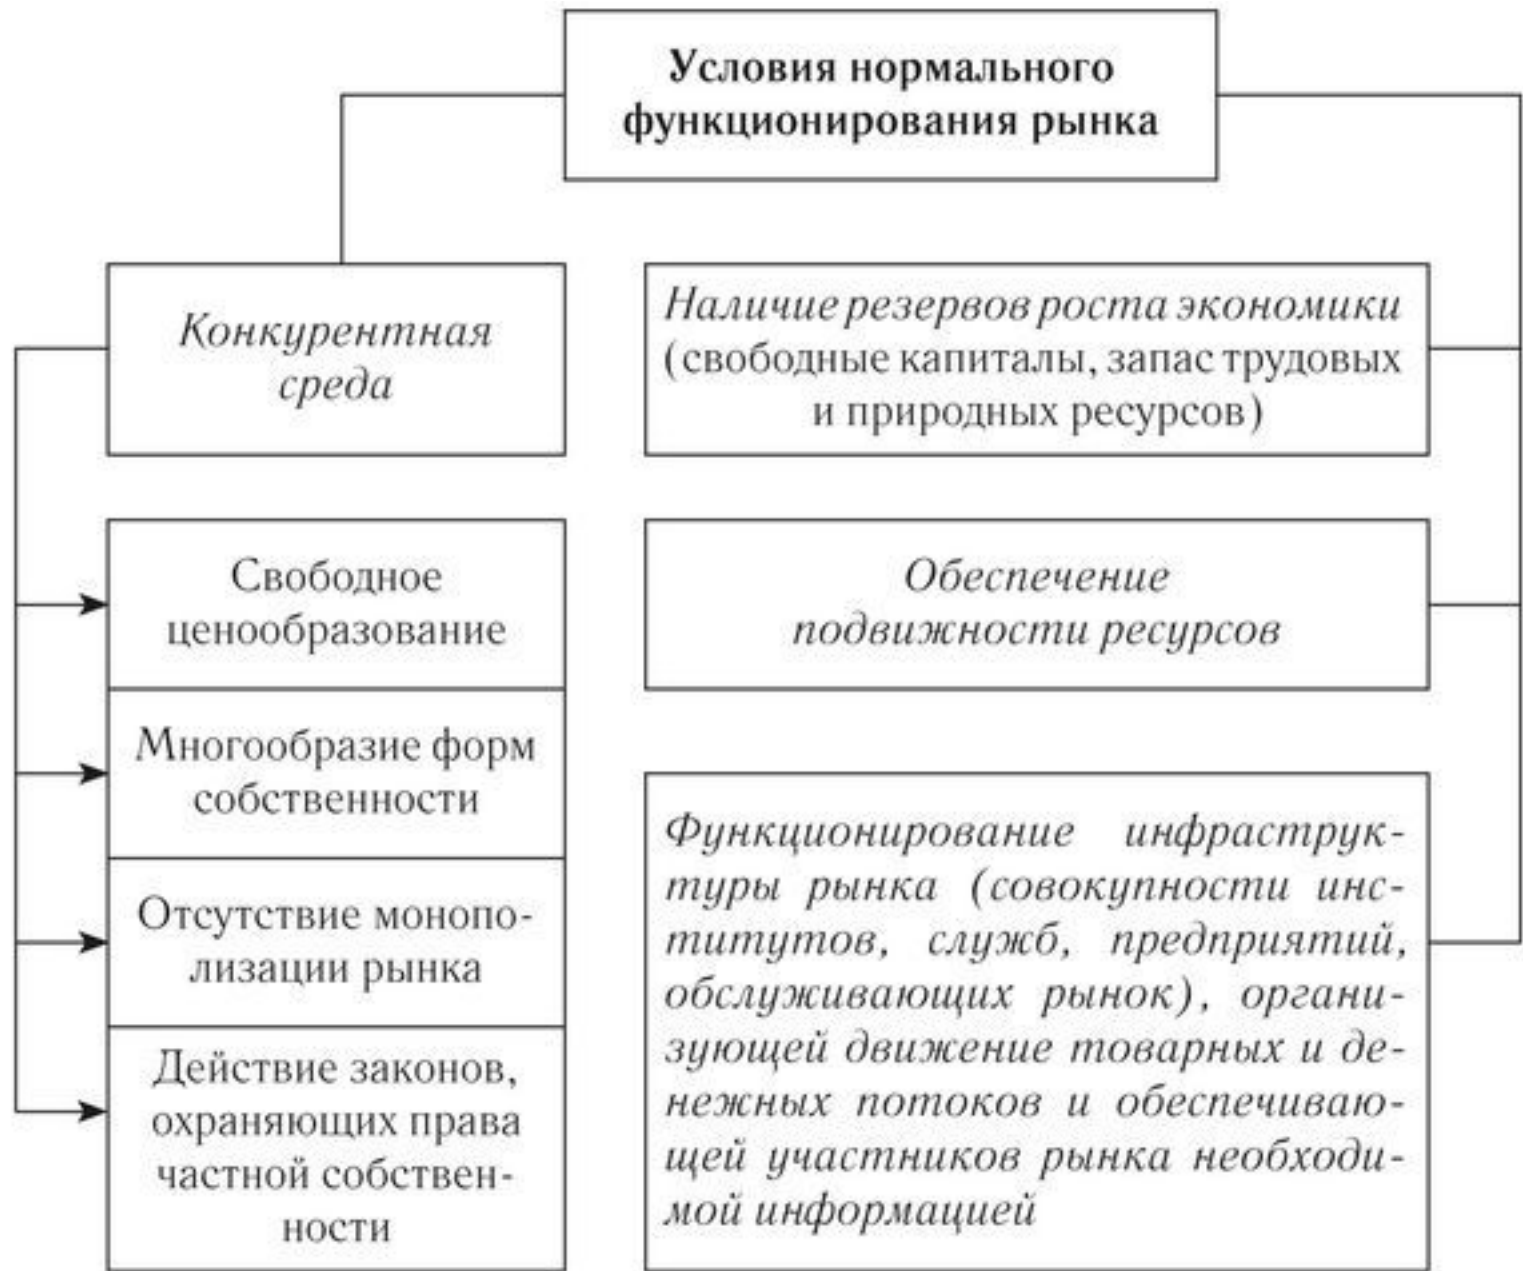 Условия нормального
функционирования рынка
Конкурентная
среда
Наличие резервов роста экономики
(свободные капиталы, запас трудовых
и природных ресурсов)
Свободное
ценообразование
Многообразие форм
собственности
Отсутствие монопо-
лизации рынка
Действие законов,
охраняющих права
частной собствен-
ности
Обеспечение
подвижности ресурсов
Функционирование инфраструк-
туры рынка (совокупности инс-
титутов, служб, предприятий,
обслуживающих рынок), органи-
зующей движение товарных и де-
нежных потоков и обеспечиваю-
щей участников рынка необходи-
мой информацией